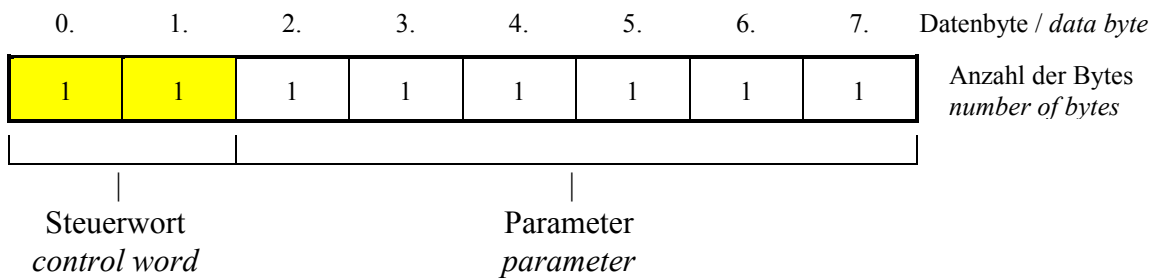 0. 1. 2. 3. 4. 5. 6. 7. Datenbyte / data byte
1 1 1 1 1 1 1 1 Anzahl der Bytes
number of bytes
Steuerwort Parameter
control word parameter